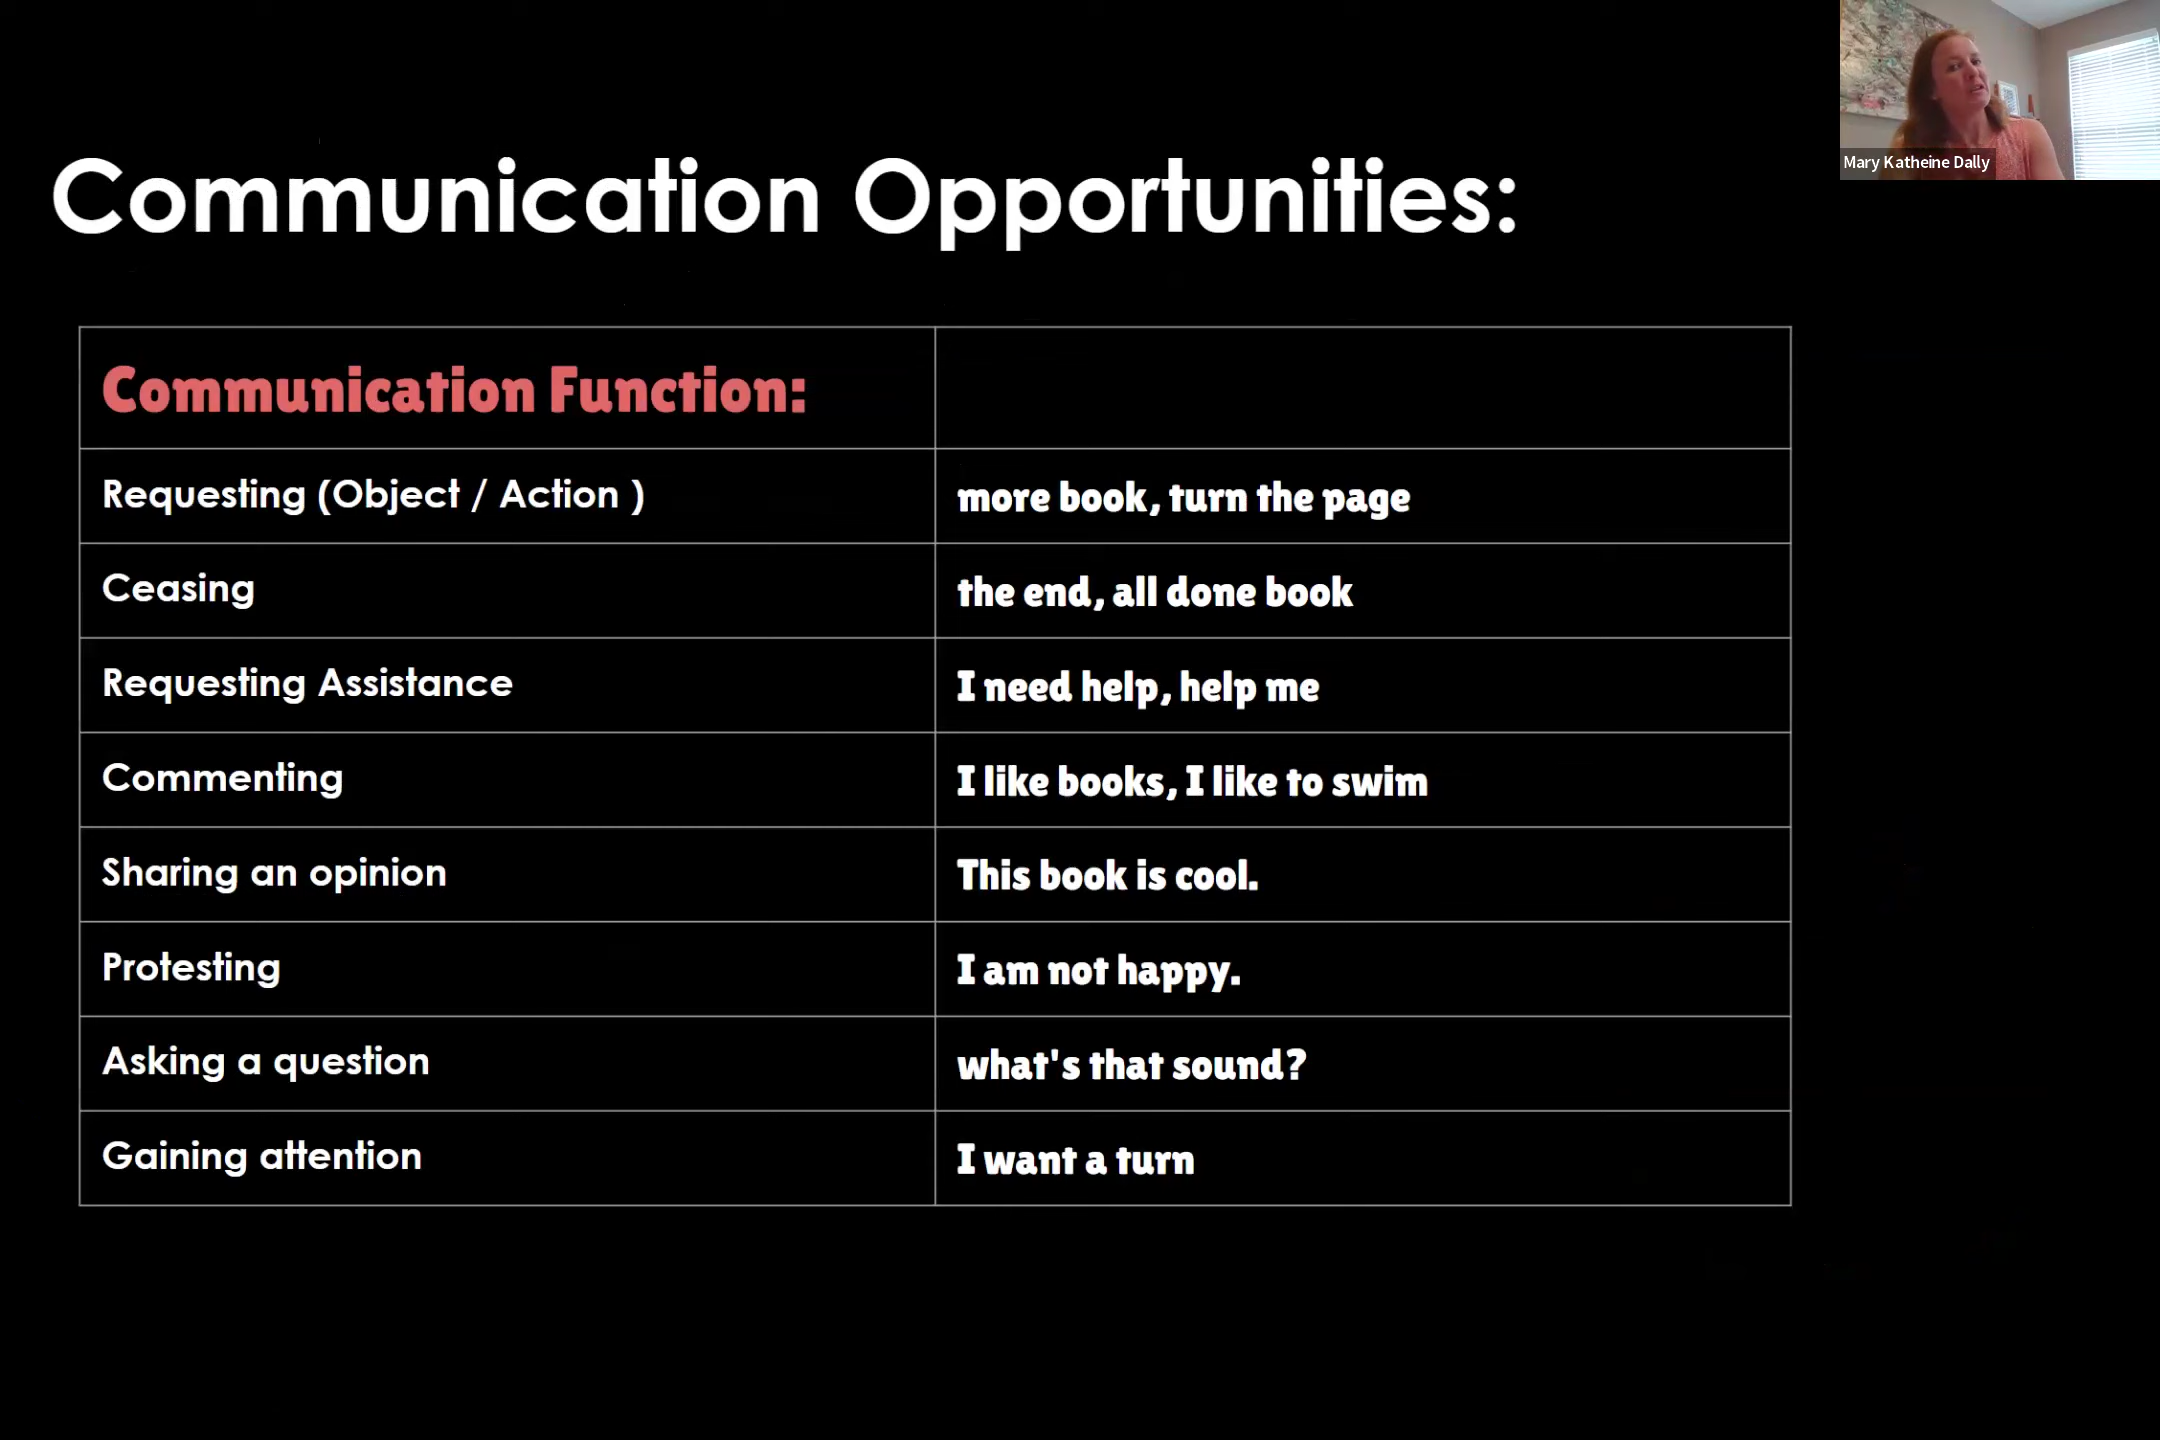 Mary Katheine Dally
Communication Opportunities:
Communication Function:
Requesting (Object / Action ) more book, turn the page
Ceasing the end, all done book
Requesting Assistance I need help, help me
Commenting I like books, I like to swim
Sharing an opinion This book is cool.
Protesting I am not happy.
Asking a question what's that sound?
Gaining attention I want a turn